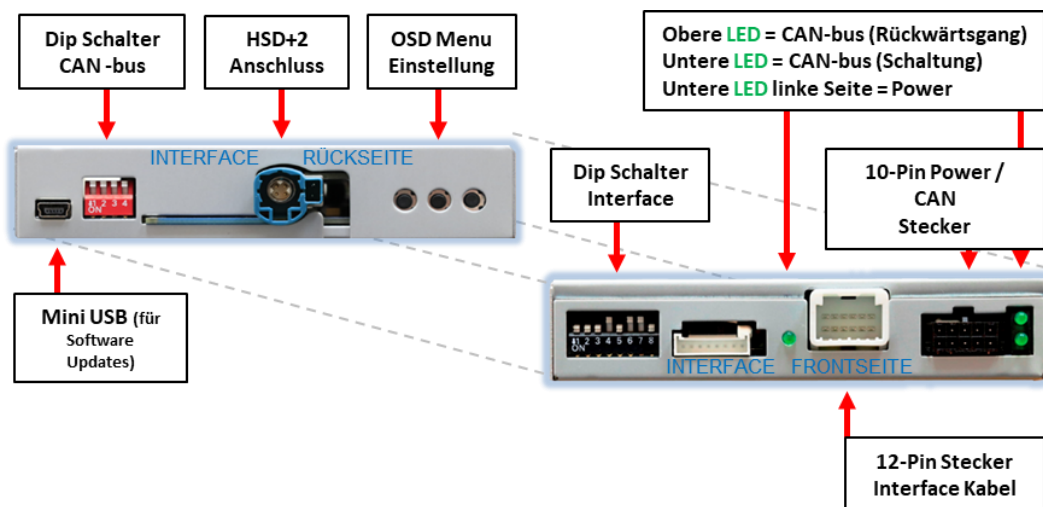 Dip Schalter
CAN -bus
HSD+2
Anschluss
OSD Menu
Einstellung
Obere LED = CAN-bus (Rückwärtsgang)
Untere LED = CAN-bus (Schaltung)
Untere LED linke Seite = Power
INTERFACE RÜCKSEITE
1 2 3 4
ON
Dip Schalter
Interface
10-Pin Power /
CAN
Stecker
Mini USB (für
Software
Updates)
1 2 3 4 5 6 7 8
ON
INTERFACE FRONTSEITE
12-Pin Stecker
Interface Kabel